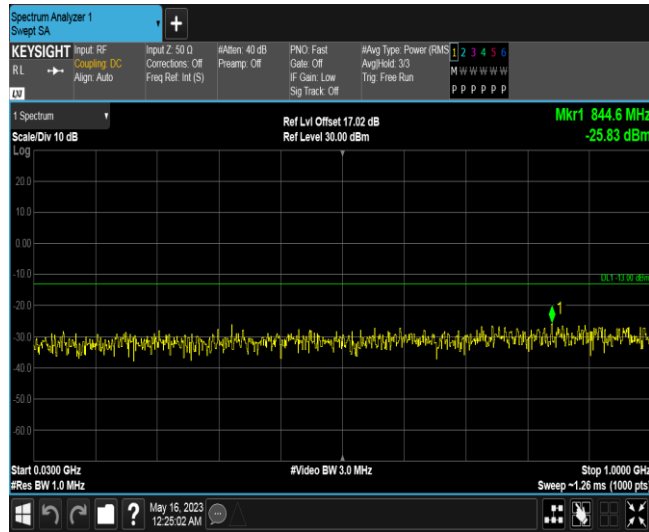 Spectrum Analyzer 1
Swept SA
+
KEYSIGHT
RL
LXI
Input: RF
Coupling: DC
Align: Auto
Input Z: 50 Ω
Corrections: Off
Freq Ref: Int (S)
#Atten: 40 dB
Preamp: Off
PNO: Fast
Gate: Off
IF Gain: Low
Sig Track: Off
#Avg Type: Power (RMS
Avg|Hold: 3/3
Trig: Free Run
1 2 3 4 5 6
M W W W W W
P P P P P P
1 Spectrum
Scale/Div 10 dB
Log
Ref Lvl Offset 17.02 dB
Ref Level 30.00 dBm
Mkr1 844.6 MHz
-25.83 dBm
20.0
10.0
0.00
-10.0
-20.0
-30.0
-40.0
-50.0
-60.0
DL1 -13.00 dBm
1
Start 0.0300 GHz
#Res BW 1.0 MHz
#Video BW 3.0 MHz
Stop 1.0000 GHz
Sweep ~1.26 ms (1000 pts)
?
May 16, 2023
12:25:02 AM